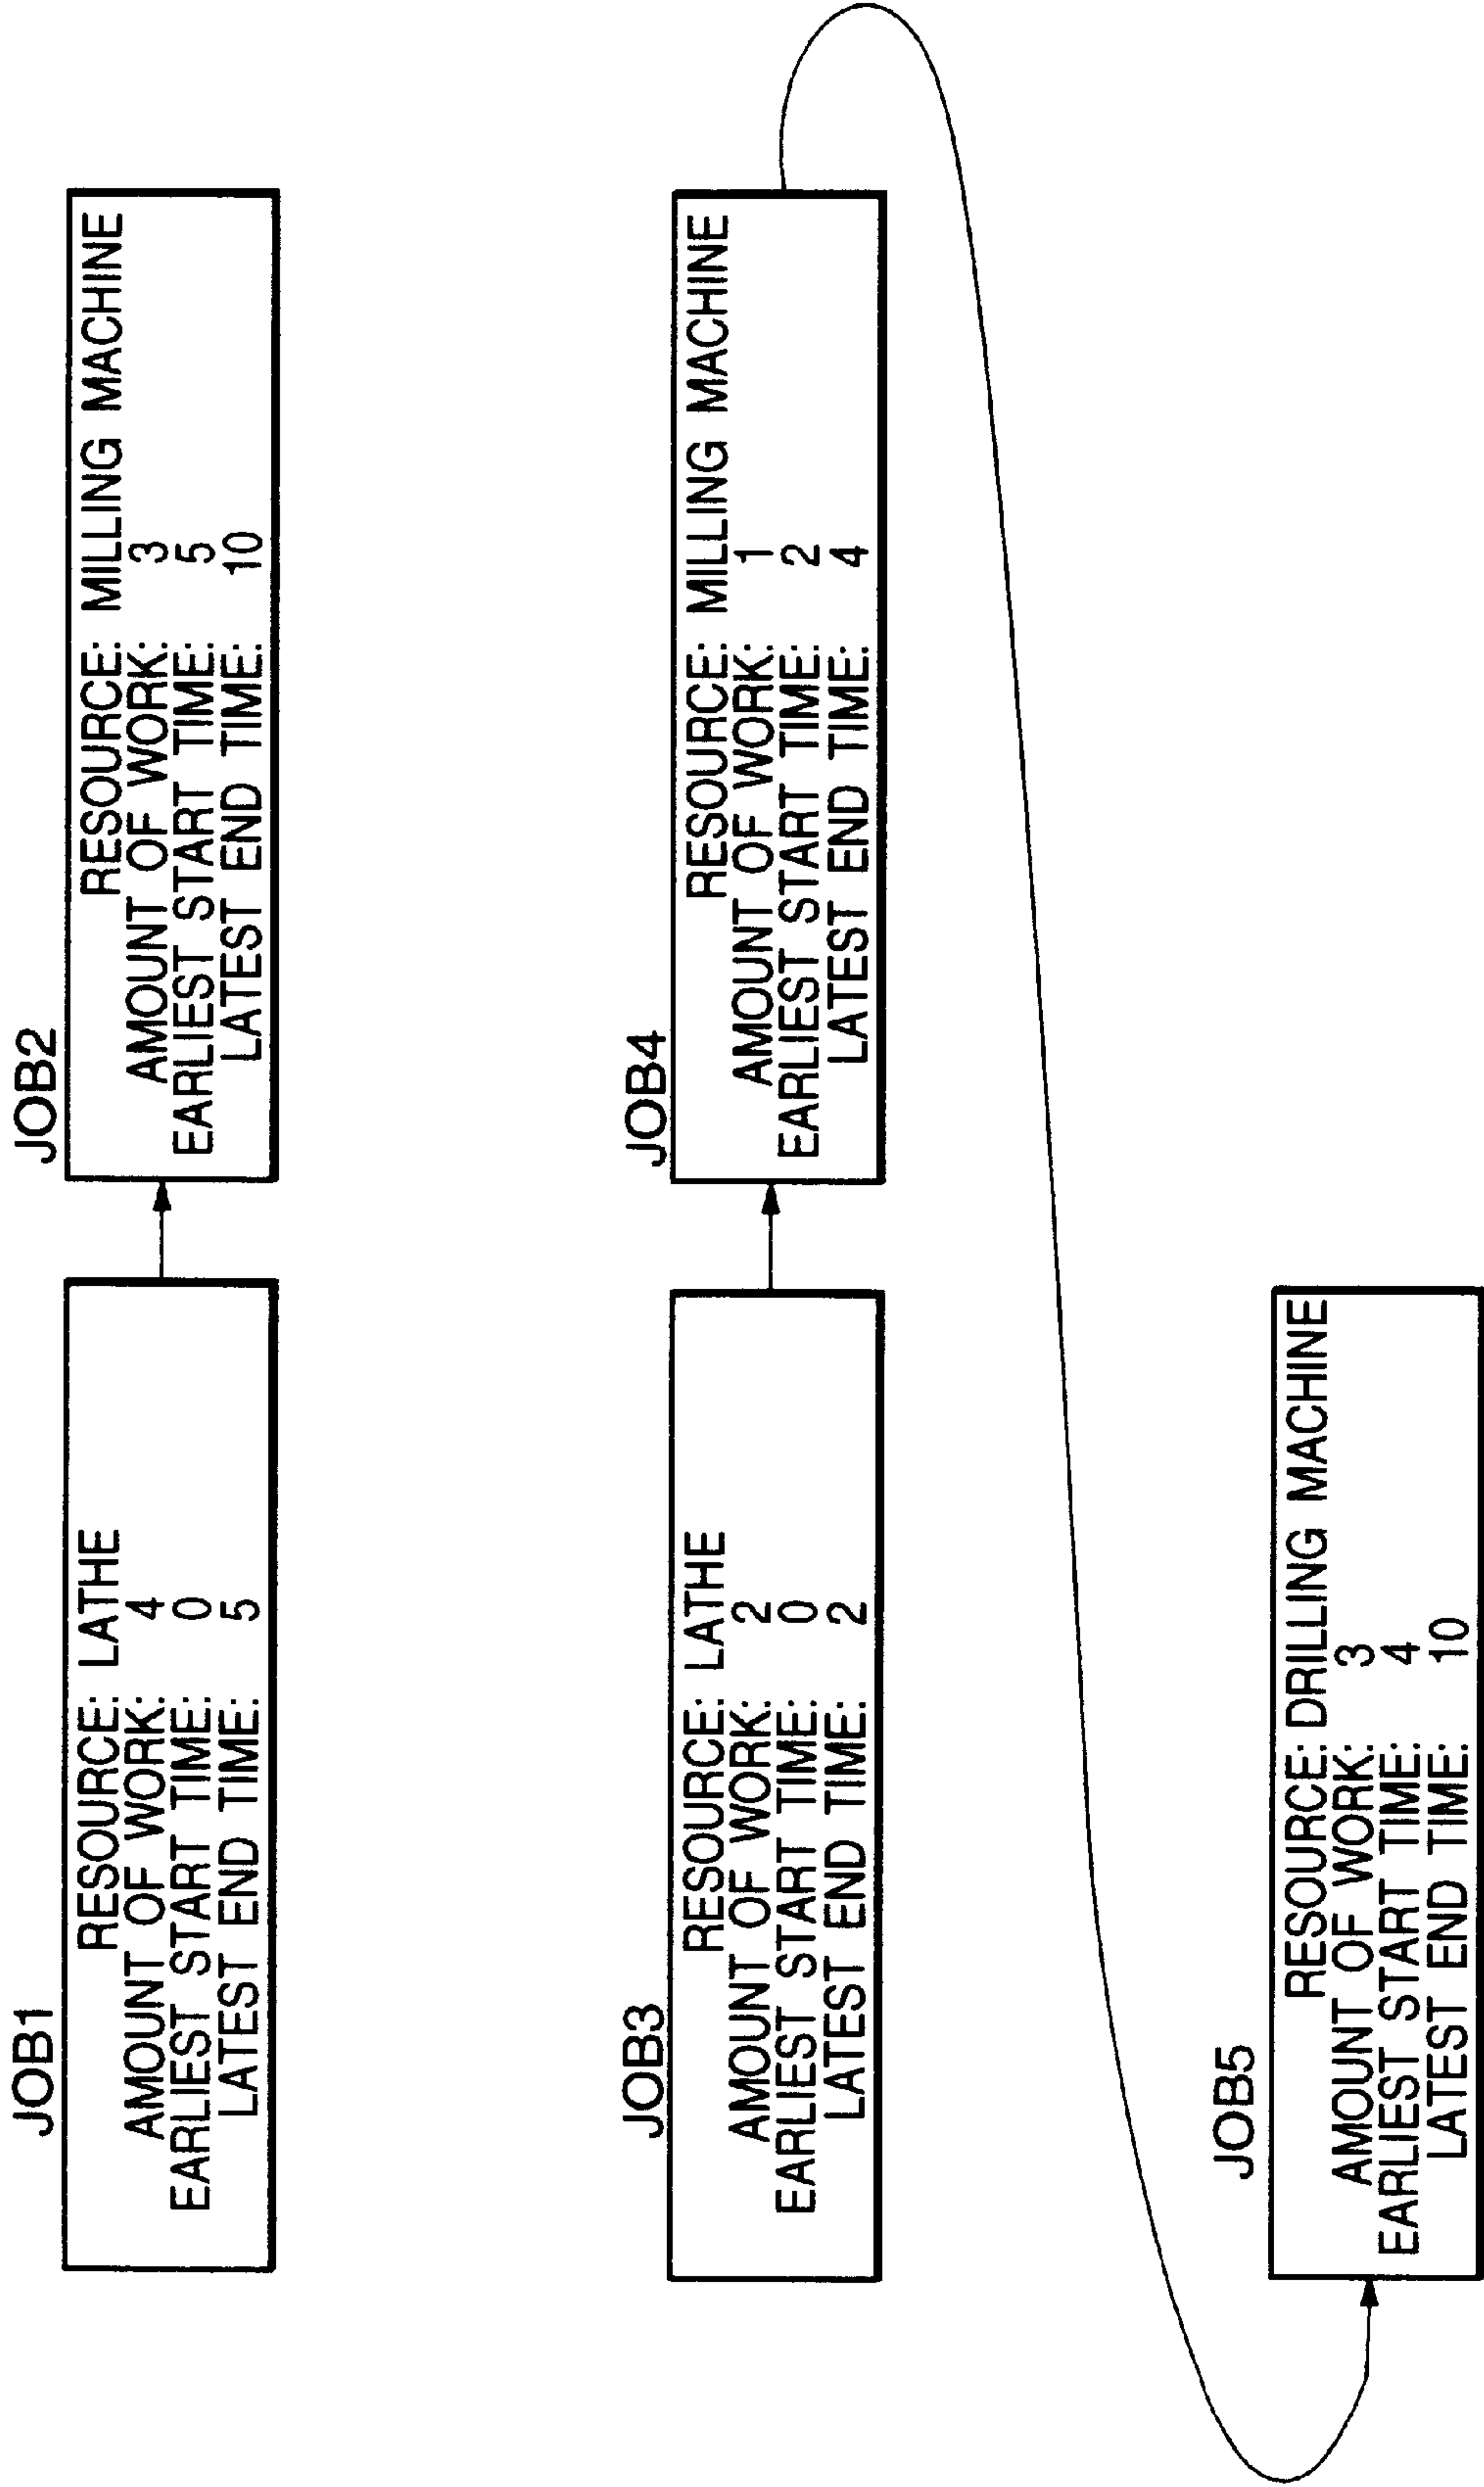 JOB1
RESOURCE: LATHE
AMOUNT OF WORK: 4
EARLIEST START TIME: 0
LATEST END TIME: 5
JOB2
RESOURCE: MILLING MACHINE
AMOUNT OF WORK: 3
EARLIEST START TIME: 5
LATEST END TIME: 10
JOB3
RESOURCE: LATHE
AMOUNT OF WORK: 2
EARLIEST START TIME: 0
LATEST END TIME: 2
JOB4
RESOURCE: MILLING MACHINE
AMOUNT OF WORK: 1
EARLIEST START TIME: 2
LATEST END TIME: 4
JOB5
RESOURCE: DRILLING MACHINE
AMOUNT OF WORK: 3
EARLIEST START TIME: 4
LATEST END TIME: 10